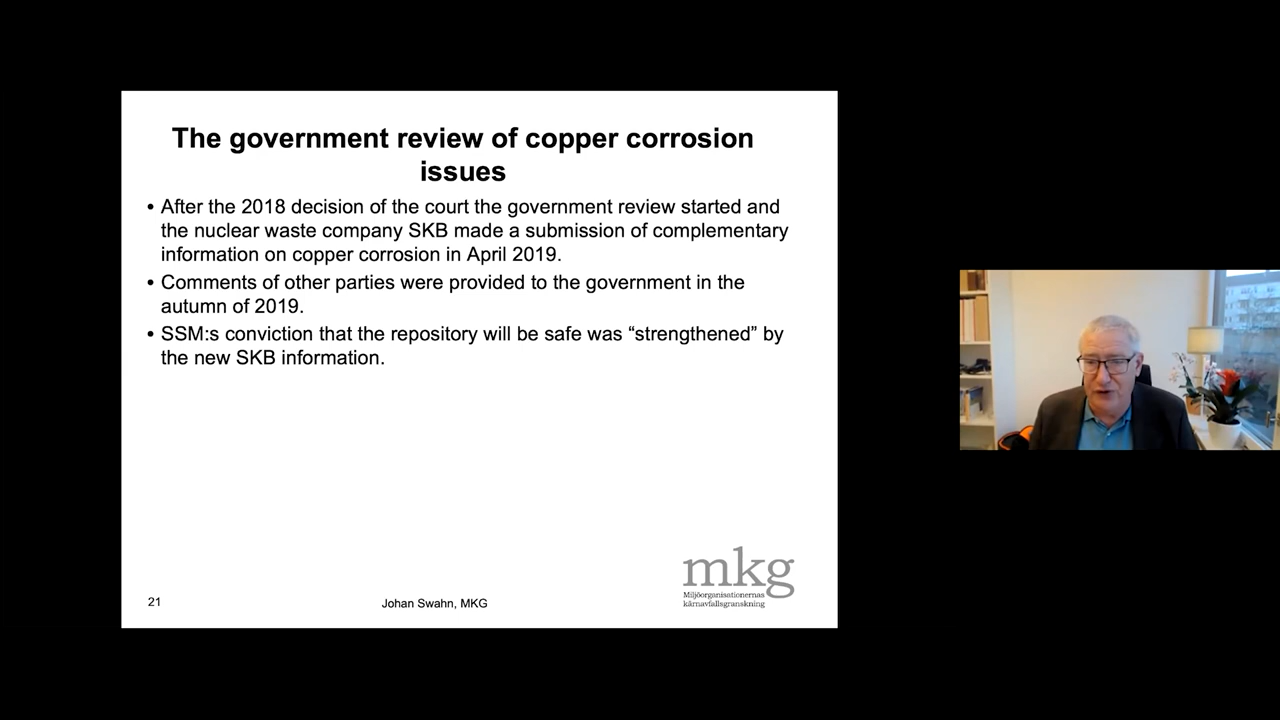 The government review of copper corrosion
issues
• After the 2018 decision of the court the government review started and
the nuclear waste company SKB made a submission of complementary
information on copper corrosion in April 2019.
• Comments of other parties were provided to the government in the
autumn of 2019.
• SSM:s conviction that the repository will be safe was “strengthened” by
the new SKB information.
mkg
Miljöorganisationernas
kärnavfallsgranskning
21
Johan Swahn, MKG